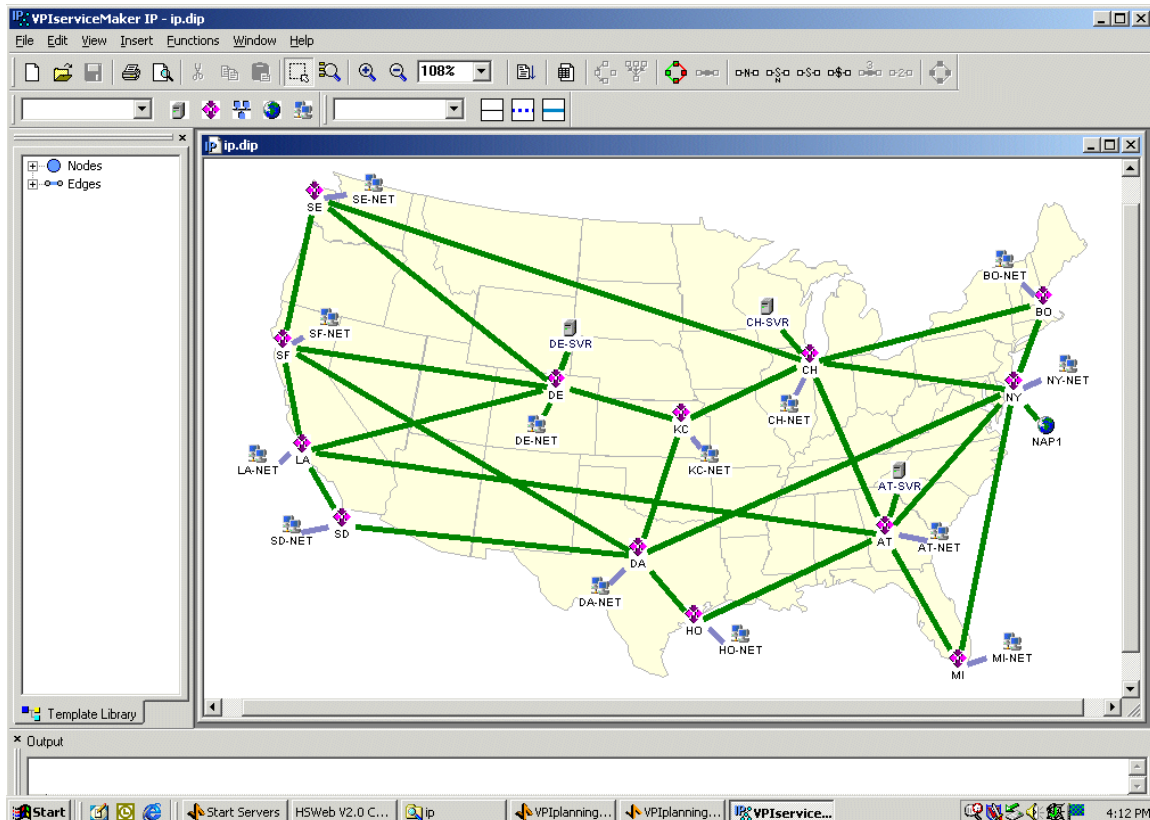 VPIserviceMaker IP - ip.dip
File Edit View Insert Functions Window Help
108%
ip.dip
Nodes
Edges
SE
SE-NET
BO-NET
BO
SF-NET
SF
DE-SVR
CH-SVR
CH
DE
NY-NET
NY
CH-NET
KC
DE-NET
NAP1
LA-NET
LA
KC-NET
AT-SVR
SD-NET
SD
AT
AT-NET
DA
DA-NET
HO
HO-NET
MI-NET
MI
Template Library
Output
Start
Start Servers
HSWeb V2.0 C...
ip
VPIplanning...
VPIplanning...
VPIservice...
4:12 PM